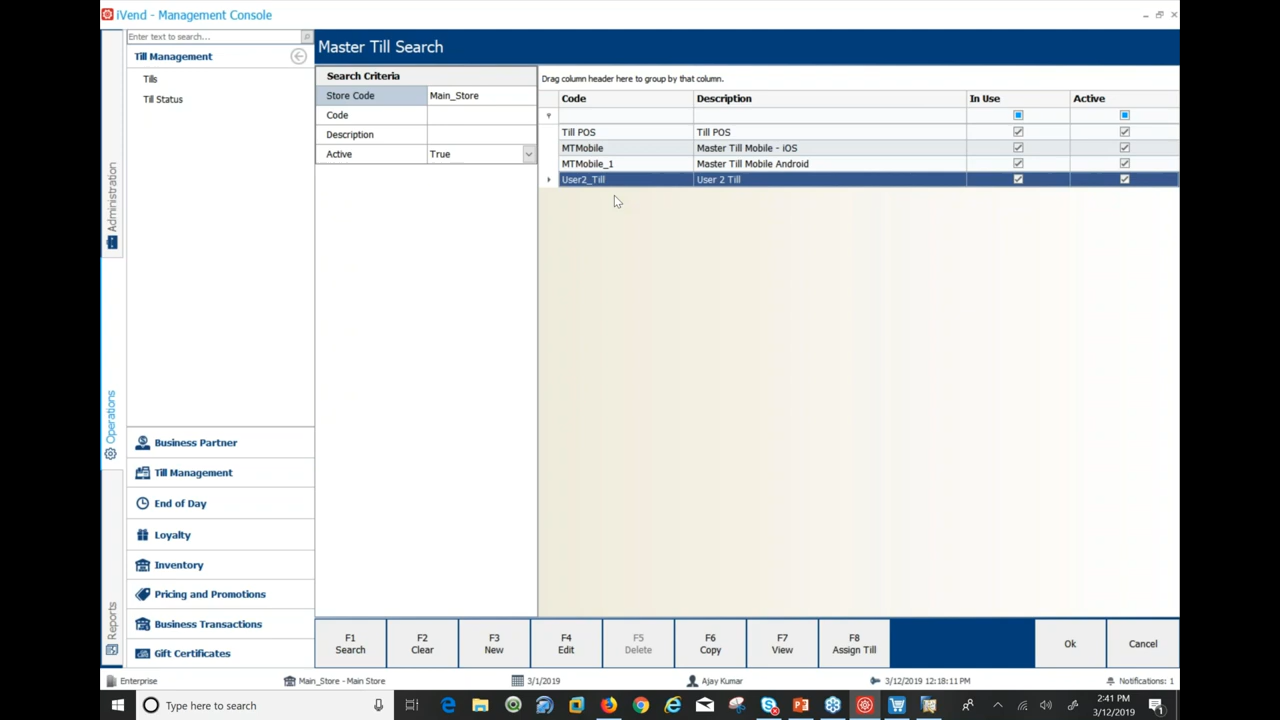 iVend - Management Console
Enter text to search...
Till Management
Tills
Till Status
Administration
Operations
Reports
Business Partner
Till Management
End of Day
Loyalty
Inventory
Pricing and Promotions
Business Transactions
Gift Certificates
Master Till Search
Search Criteria
Store Code Main_Store
Code
Description
Active True
Drag column header here to group by that column.
Code Description In Use Active
Till POS Till POS
MTMobile Master Till Mobile - iOS
MTMobile_1 Master Till Mobile Android
User2_Till User 2 Till
F1 F2 F3 F4 F5 F6 F7 F8
Search Clear New Edit Delete Copy View Assign Till Ok Cancel
Enterprise Main_Store - Main Store 3/1/2019 Ajay Kumar 3/12/2019 12:18:11 PM Notifications: 1
Type here to search
2:41 PM
3/12/2019
1